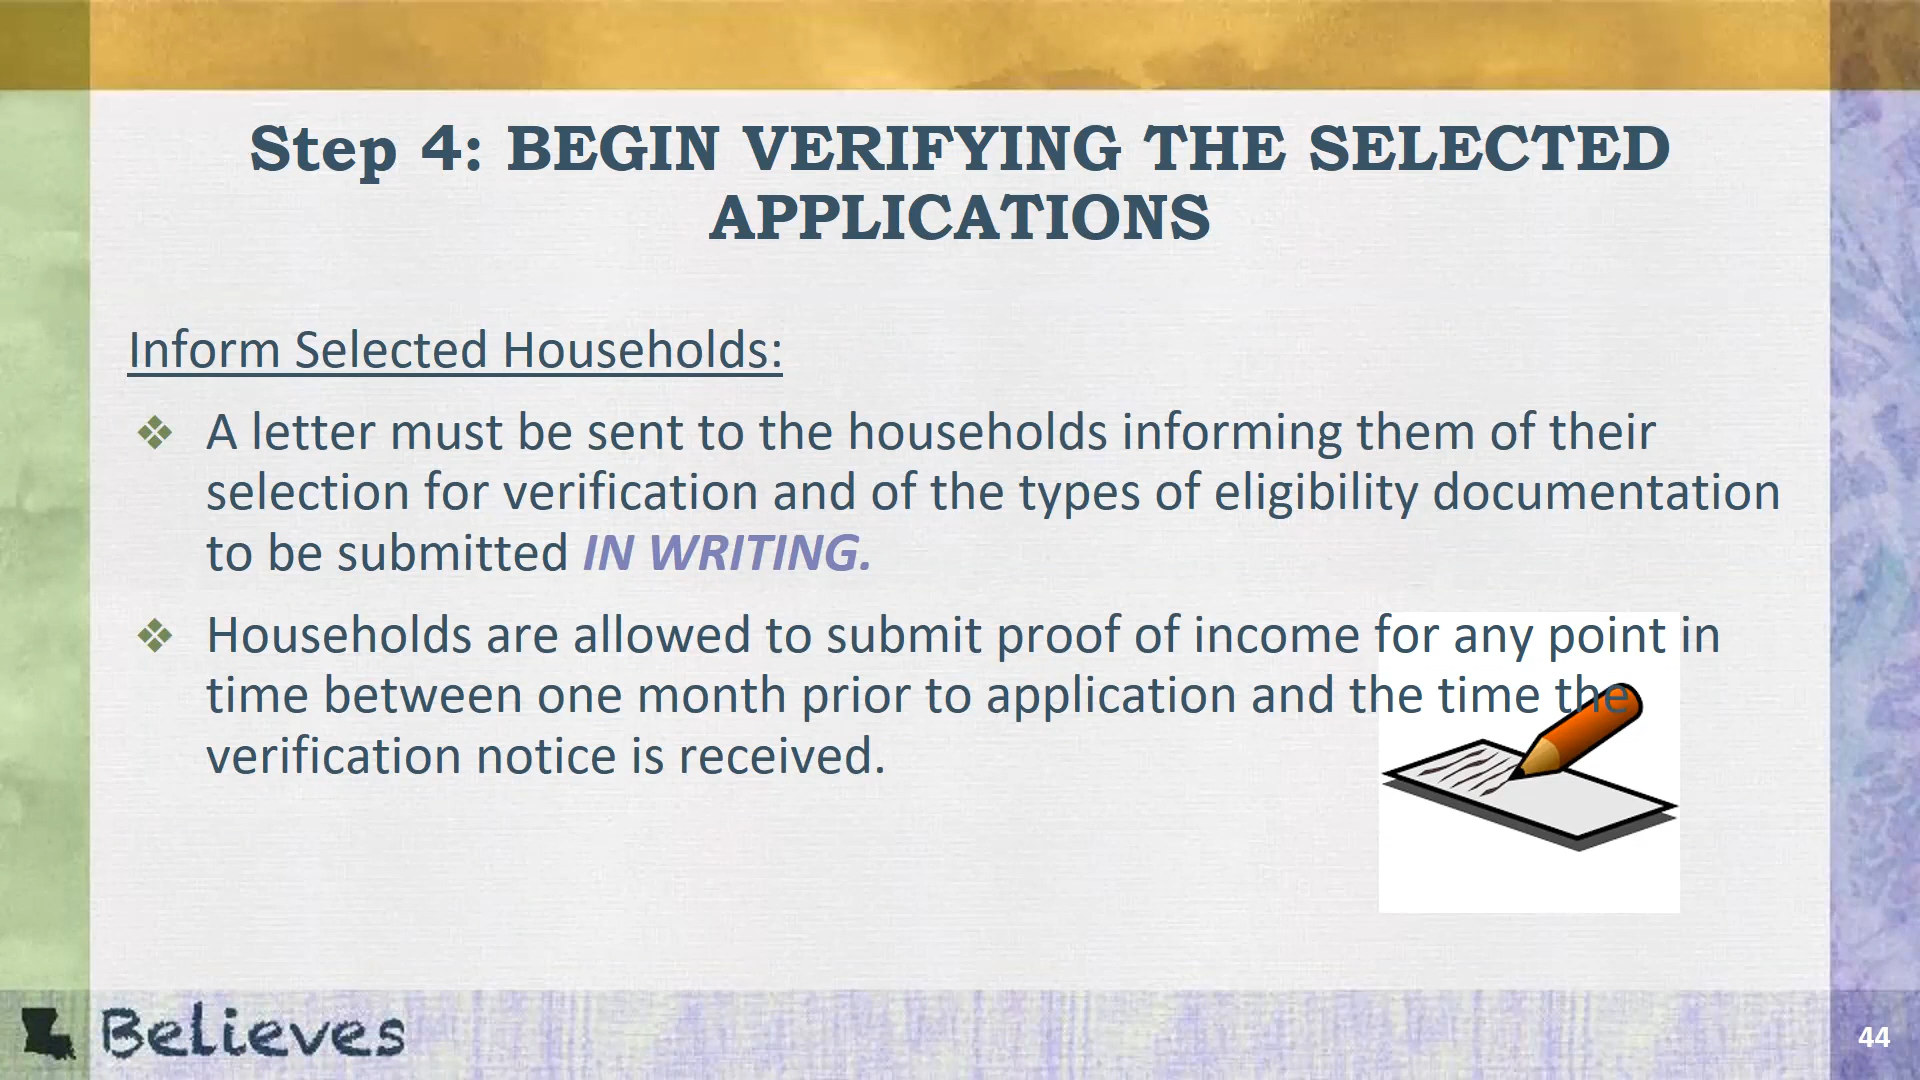 Step 4: BEGIN VERIFYING THE SELECTED
APPLICATIONS
Inform Selected Households:
❖ A letter must be sent to the households informing them of their
selection for verification and of the types of eligibility documentation
to be submitted IN WRITING.
❖ Households are allowed to submit proof of income for any point in
time between one month prior to application and the time the
verification notice is received.
Believes
44